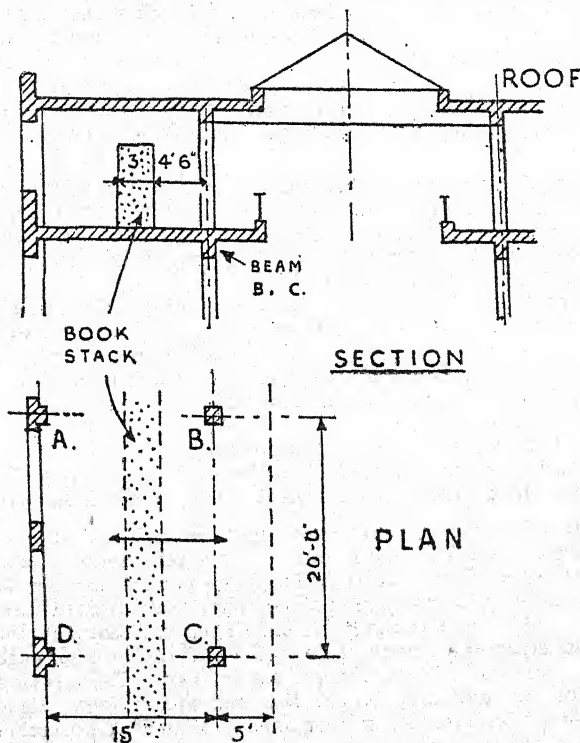 ROOF
3' 4'6"
BEAM
B. C.
BOOK
STACK
SECTION
A.
B.
20'-0"
PLAN
D.
C.
15'
5'